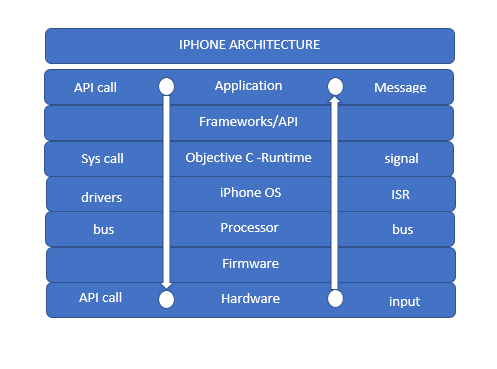 IPHONE ARCHITECTURE
API call Application Message
Frameworks/API
Sys call Objective C -Runtime signal
drivers iPhone OS ISR
bus Processor bus
Firmware
API call Hardware input